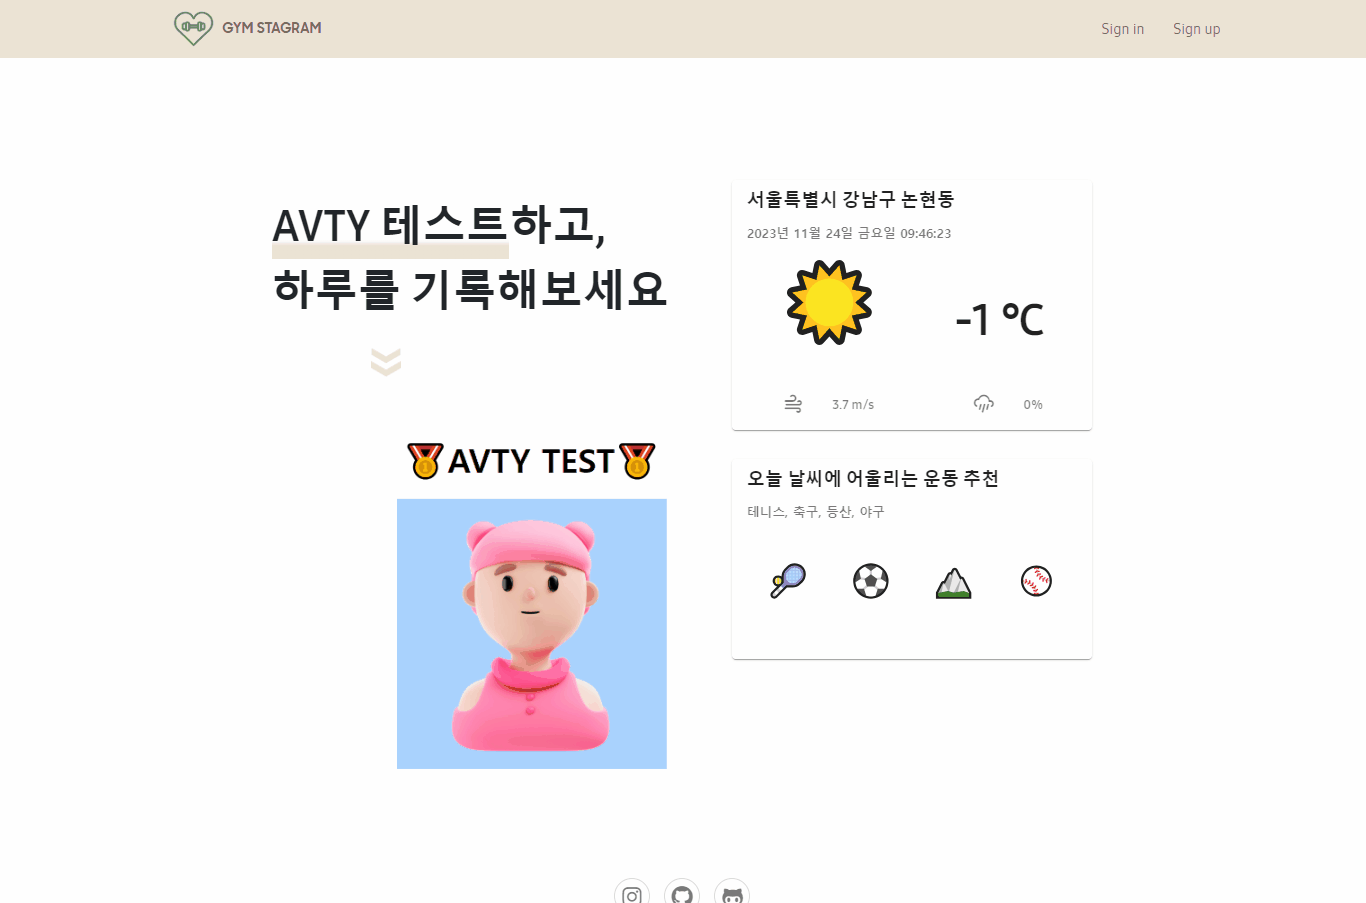 GYM STAGRAM
Sign in
Sign up
AVTY 테스트하고,
하루를 기록해보세요
AVTY TEST
서울특별시 강남구 논현동
2023년 11월 24일 금요일 09:46:23
-1 ℃
3.7 m/s
0%
오늘 날씨에 어울리는 운동 추천
테니스, 축구, 등산, 야구